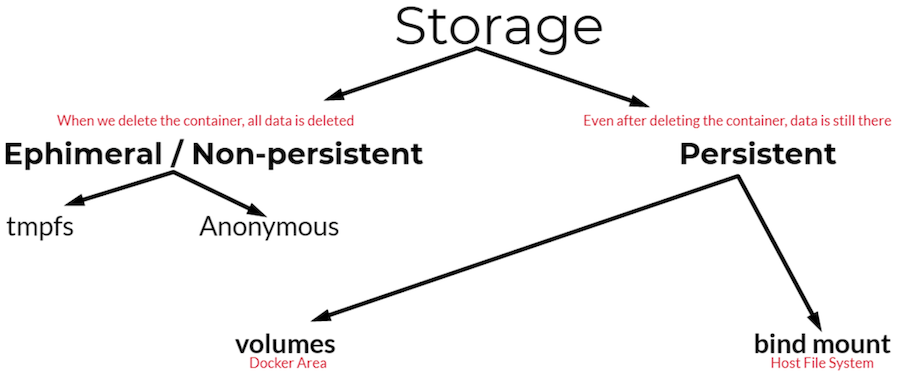 Storage
When we delete the container, all data is deleted
Even after deleting the container, data is still there
Ephimeral / Non-persistent
Persistent
tmpfs
Anonymous
volumes
Docker Area
bind mount
Host File System